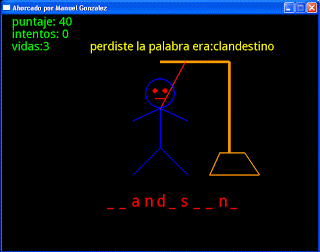 Ahorcado por Manuel Gonzalez
puntaje: 40
intentos: 0
vidas:3
perdiste la palabra era:clandestino
_ _ a n d _ s _ _ n _